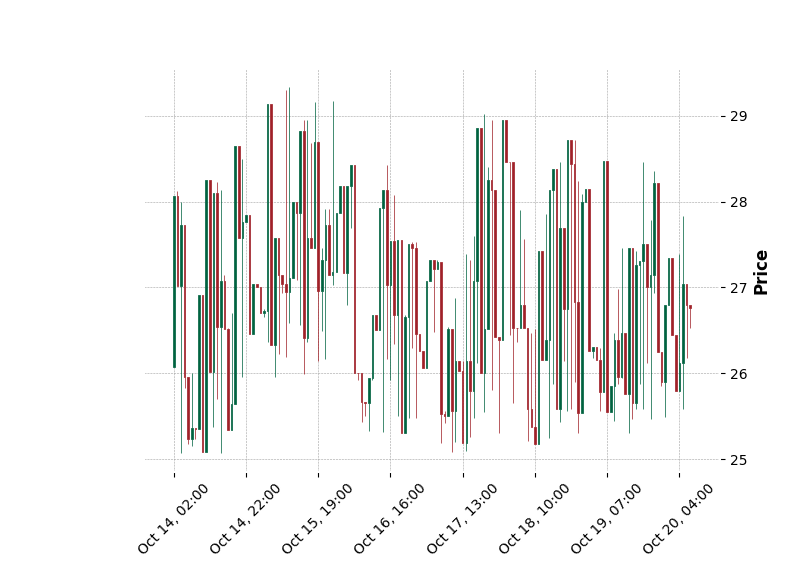 29
28
27
26
25
Price
Oct 14, 02:00
Oct 14, 22:00
Oct 15, 19:00
Oct 16, 16:00
Oct 17, 13:00
Oct 18, 10:00
Oct 19, 07:00
Oct 20, 04:00